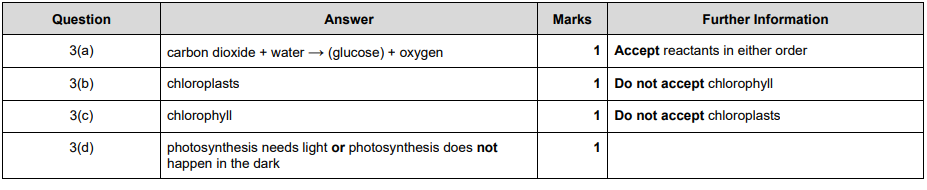 Question Answer Marks Further Information
3(a) carbon dioxide + water → (glucose) + oxygen 1 Accept reactants in either order
3(b) chloroplasts 1 Do not accept chlorophyll
3(c) chlorophyll 1 Do not accept chloroplasts
3(d) photosynthesis needs light or photosynthesis does not 1
happen in the dark